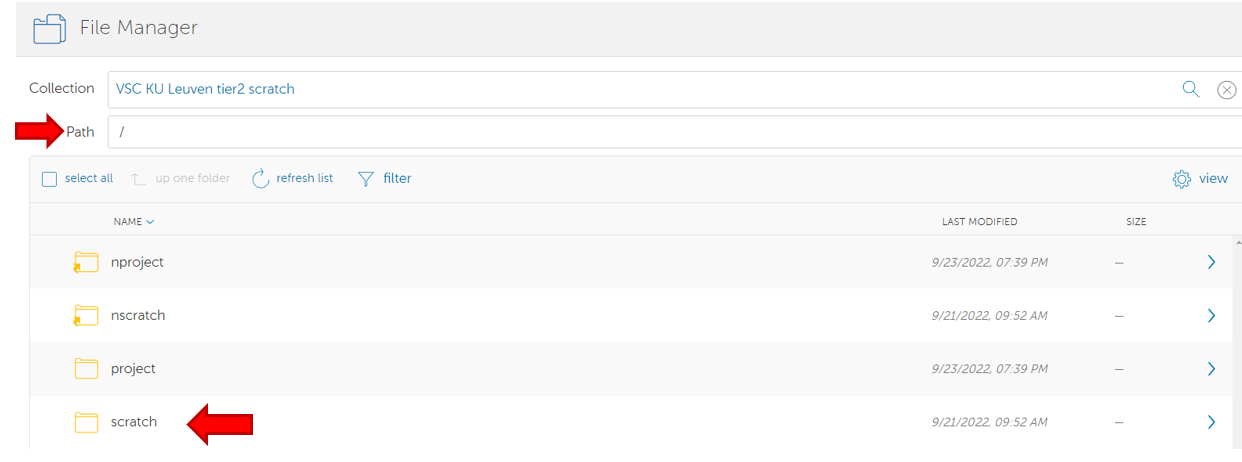 File Manager
Collection VSC KU Leuven tier2 scratch
Path /
select all up one folder refresh list filter view
NAME LAST MODIFIED SIZE
nproject 9/23/2022, 07:39 PM —
nscratch 9/21/2022, 09:52 AM —
project 9/23/2022, 07:39 PM —
scratch 9/21/2022, 09:52 AM —